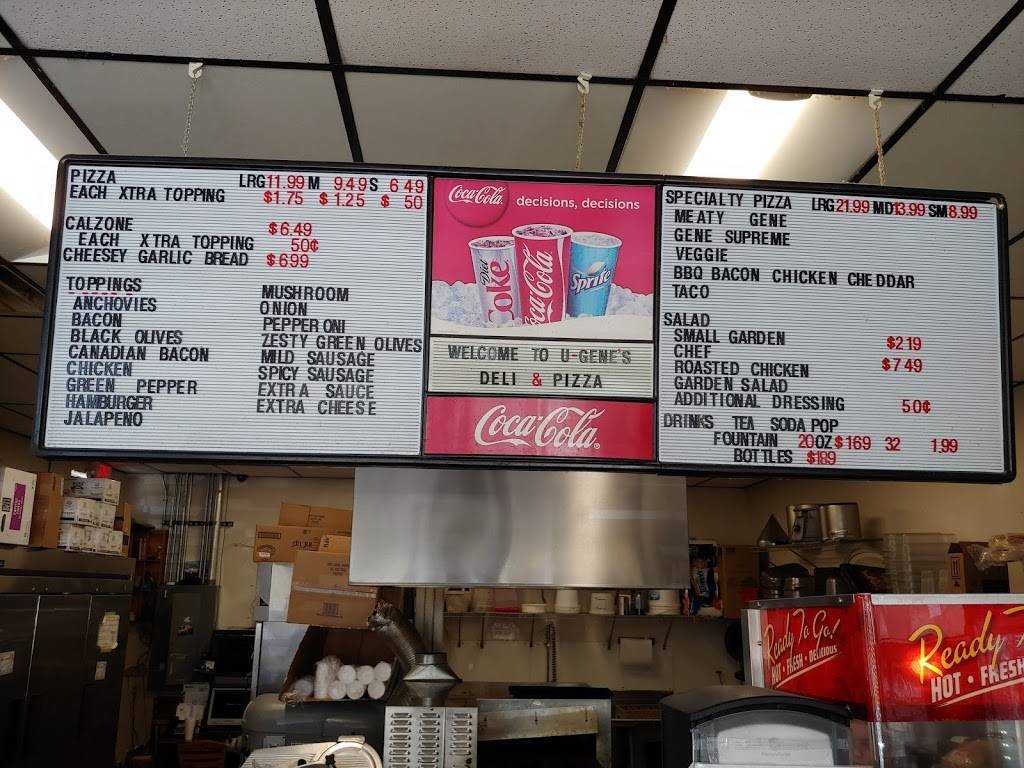 PIZZA LRG 11.99 M 9.49 S 6 49
EACH XTRA TOPPING $1.75 $1 25 $ 50
CALZONE $6.49
EACH XTRA TOPPING 50¢
CHEESEY GARLIC BREAD $6 99
TOPPINGS
ANCHOVIES
BACON
BLACK OLIVES
CANADIAN BACON
CHICKEN
GREEN PEPPER
HAMBURGER
JALAPENO
MUSHROOM
ONION
PEPPERONI
ZESTY GREEN OLIVES
MILD SAUSAGE
SPICY SAUSAGE
EXTRA SAUCE
EXTRA CHEESE
Coca-Cola decisions, decisions
Diet Coke
Coca-Cola
Sprite
WELCOME TO U-GENE'S
DELI & PIZZA
Coca-Cola
SPECIALTY PIZZA LRG 21.99 MD 13.99 SM 8.99
MEATY GENE
GENE SUPREME
VEGGIE
BBQ BACON CHICKEN CHEDDAR
TACO
SALAD
SMALL GARDEN $2 19
CHEF
ROASTED CHICKEN $7 49
GARDEN SALAD
ADDITIONAL DRESSING 50¢
DRINKS TEA SODA POP
FOUNTAIN 20OZ $1 69 32 1.99
BOTTLES $1 89
Ready To Go!
HOT • FRESH • DELICIOUS
Ready
HOT • FRESH